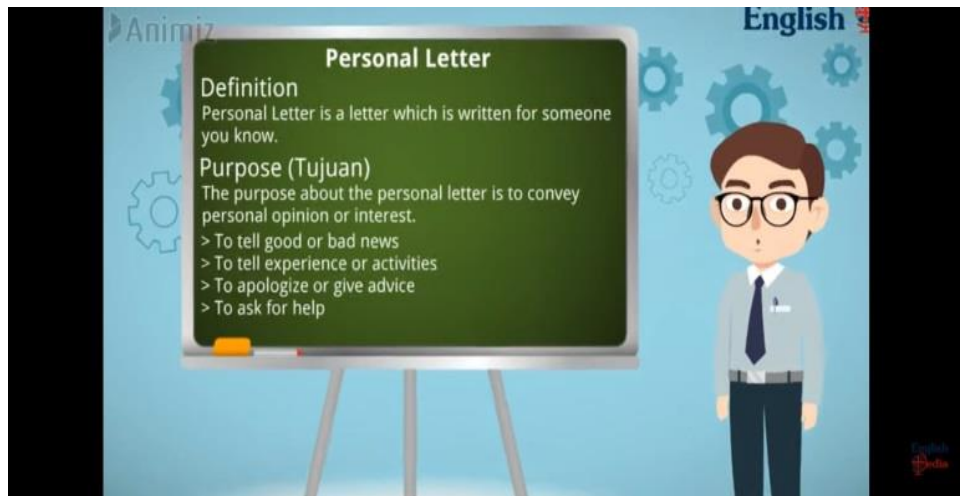 Animiz
English
Personal Letter
Definition
Personal Letter is a letter which is written for someone
you know.
Purpose (Tujuan)
The purpose about the personal letter is to convey
personal opinion or interest.
> To tell good or bad news
> To tell experience or activities
> To apologize or give advice
> To ask for help
English
Pedia